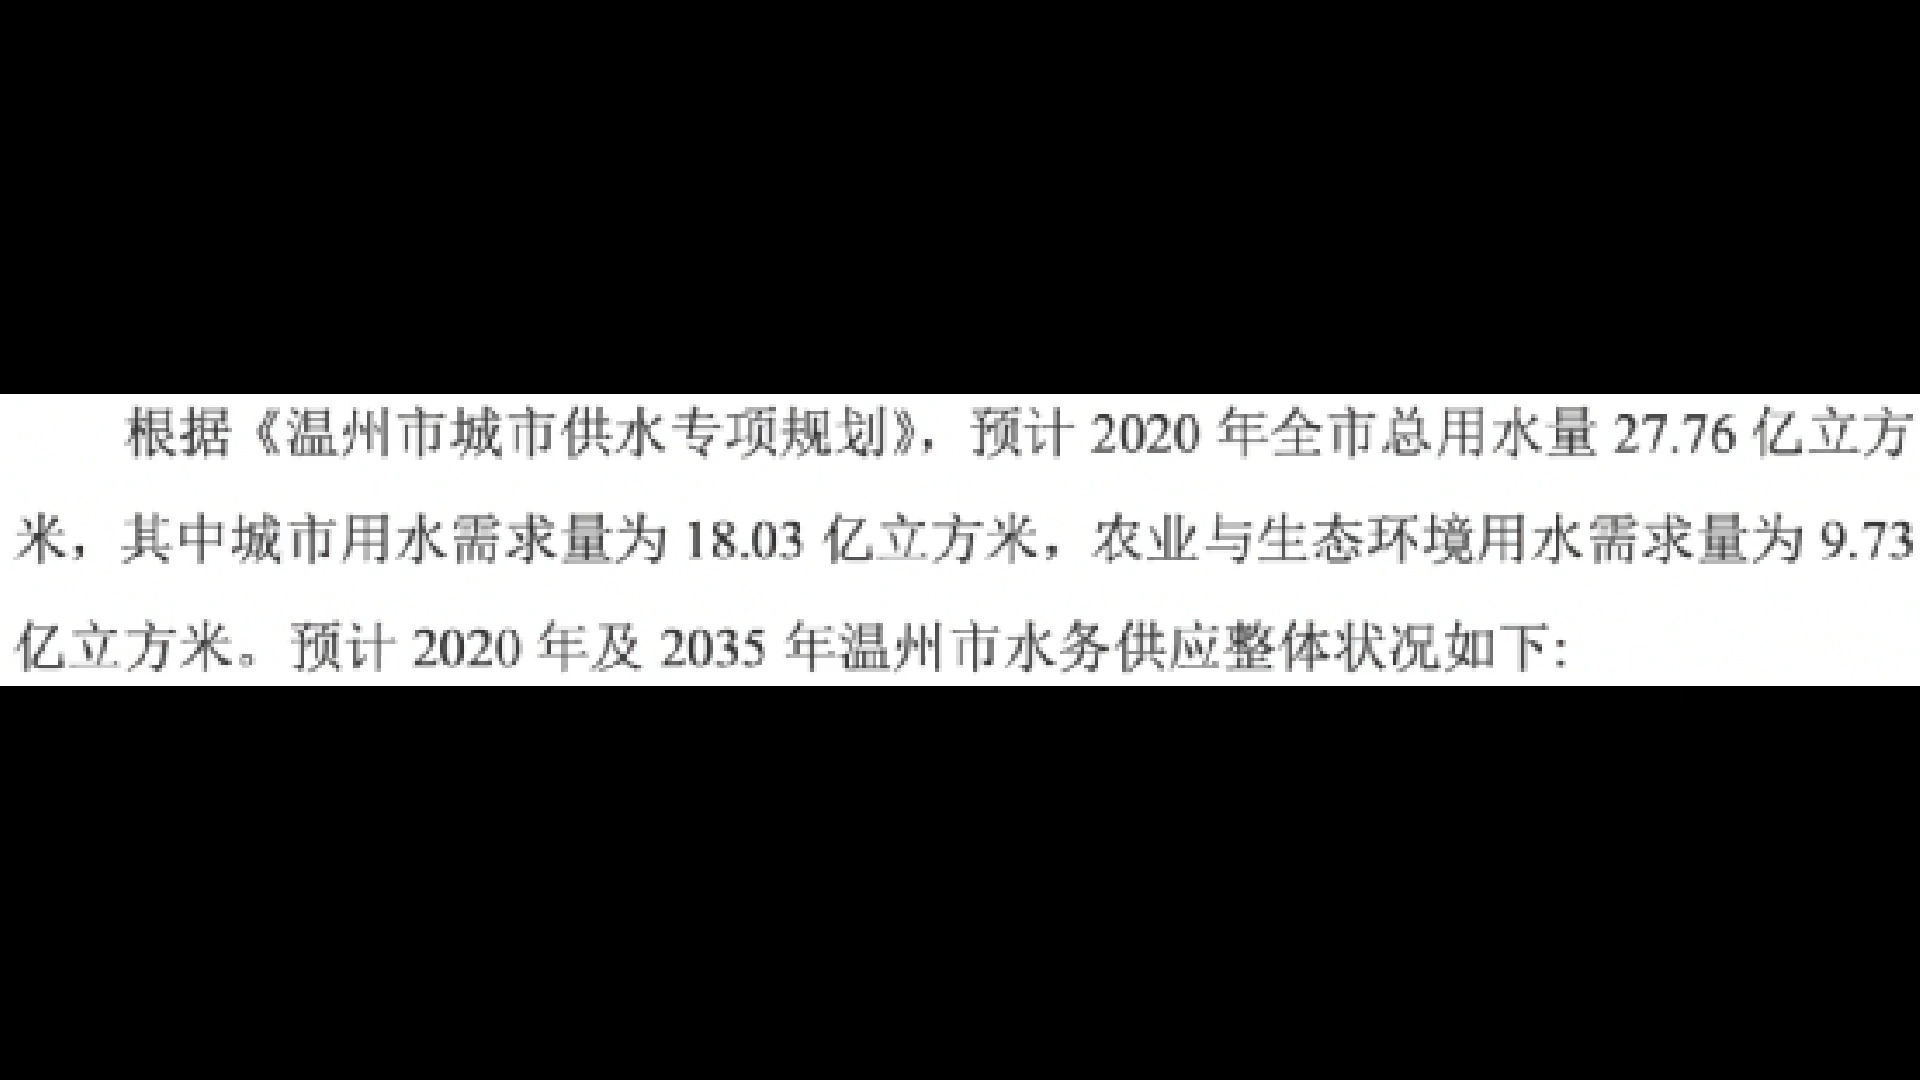 根据《温州市城市供水专项规划》，预计 2020 年全市总用水量 27.76 亿立方
米，其中城市用水需求量为 18.03 亿立方米，农业与生态环境用水需求量为 9.73
亿立方米。预计 2020 年及 2035 年温州市水务供应整体状况如下：